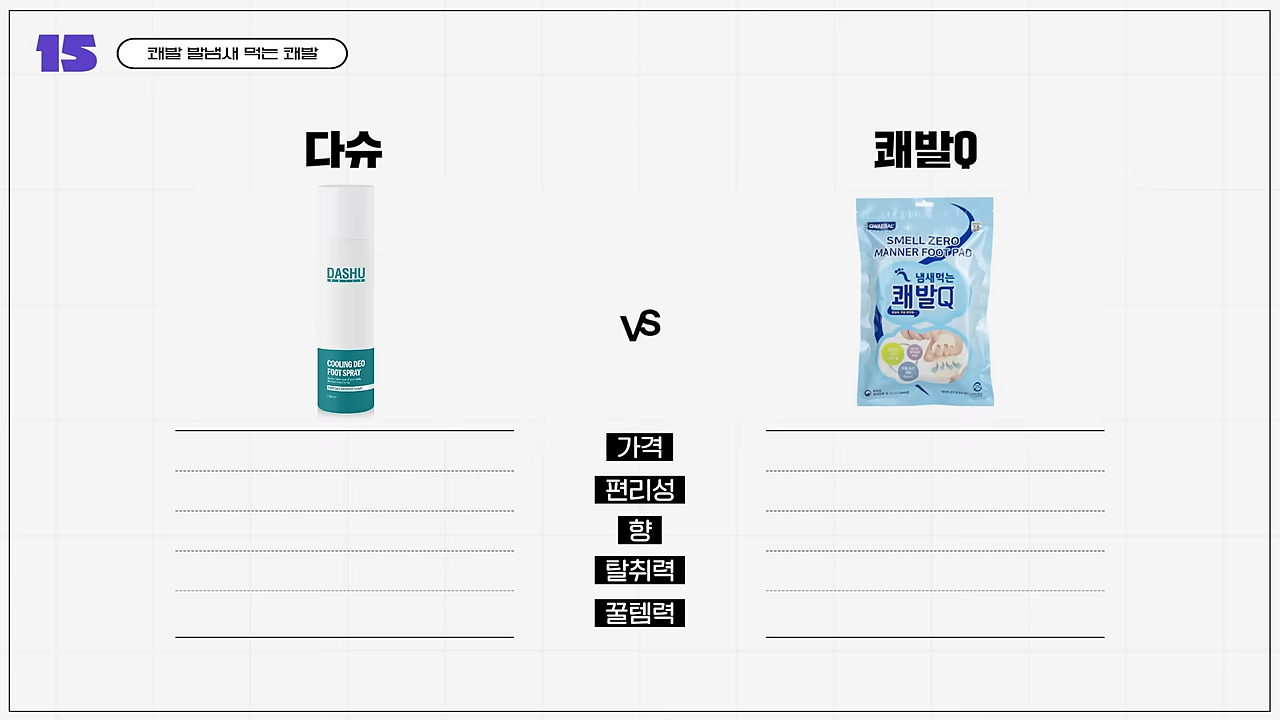 15
쾌발 발냄새 먹는 쾌발
다슈
쾌발Q
DASHU
COOLING DEO
FOOT SPRAY
VS
SMELL ZERO
MANNER FOOT PAD
냄새먹는
쾌발Q
가격
편리성
향
탈취력
꿀템력